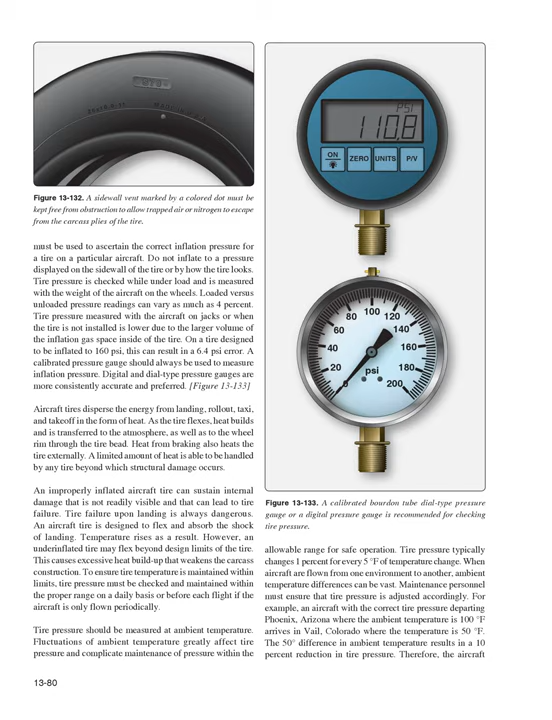 Figure 13-132. A sidewall vent marked by a colored dot must be
kept free from obstruction to allow trapped air or nitrogen to escape
from the carcass plies of the tire.
must be used to ascertain the correct inflation pressure for
a tire on a particular aircraft. Do not inflate to a pressure
displayed on the sidewall of the tire or by how the tire looks.
Tire pressure is checked while under load and is measured
with the weight of the aircraft on the wheels. Loaded versus
unloaded pressure readings can vary as much as 4 percent.
Tire pressure measured with the aircraft on jacks or when
the tire is not installed is lower due to the larger volume of
the inflation gas space inside of the tire. On a tire designed
to be inflated to 160 psi, this can result in a 6.4 psi error. A
calibrated pressure gauge should always be used to measure
inflation pressure. Digital and dial-type pressure gauges are
more consistently accurate and preferred. [Figure 13-133]
Aircraft tires disperse the energy from landing, rollout, taxi,
and takeoff in the form of heat. As the tire flexes, heat builds
and is transferred to the atmosphere, as well as to the wheel
rim through the tire bead. Heat from braking also heats the
tire externally. A limited amount of heat is able to be handled
by any tire beyond which structural damage occurs.
An improperly inflated aircraft tire can sustain internal
damage that is not readily visible and that can lead to tire
failure. Tire failure upon landing is always dangerous.
An aircraft tire is designed to flex and absorb the shock
of landing. Temperature rises as a result. However, an
underinflated tire may flex beyond design limits of the tire.
This causes excessive heat build-up that weakens the carcass
construction. To ensure tire temperature is maintained within
limits, tire pressure must be checked and maintained within
the proper range on a daily basis or before each flight if the
aircraft is only flown periodically.
Tire pressure should be measured at ambient temperature.
Fluctuations of ambient temperature greatly affect tire
pressure and complicate maintenance of pressure within the
PSI
110.8
ON ZERO UNITS P/V
0 20 40 60 80 100 120 140 160 180 200
psi
Figure 13-133. A calibrated bourdon tube dial-type pressure
gauge or a digital pressure gauge is recommended for checking
tire pressure.
allowable range for safe operation. Tire pressure typically
changes 1 percent for every 5 °F of temperature change. When
aircraft are flown from one environment to another, ambient
temperature differences can be vast. Maintenance personnel
must ensure that tire pressure is adjusted accordingly. For
example, an aircraft with the correct tire pressure departing
Phoenix, Arizona where the ambient temperature is 100 °F
arrives in Vail, Colorado where the temperature is 50 °F.
The 50° difference in ambient temperature results in a 10
percent reduction in tire pressure. Therefore, the aircraft
13-80